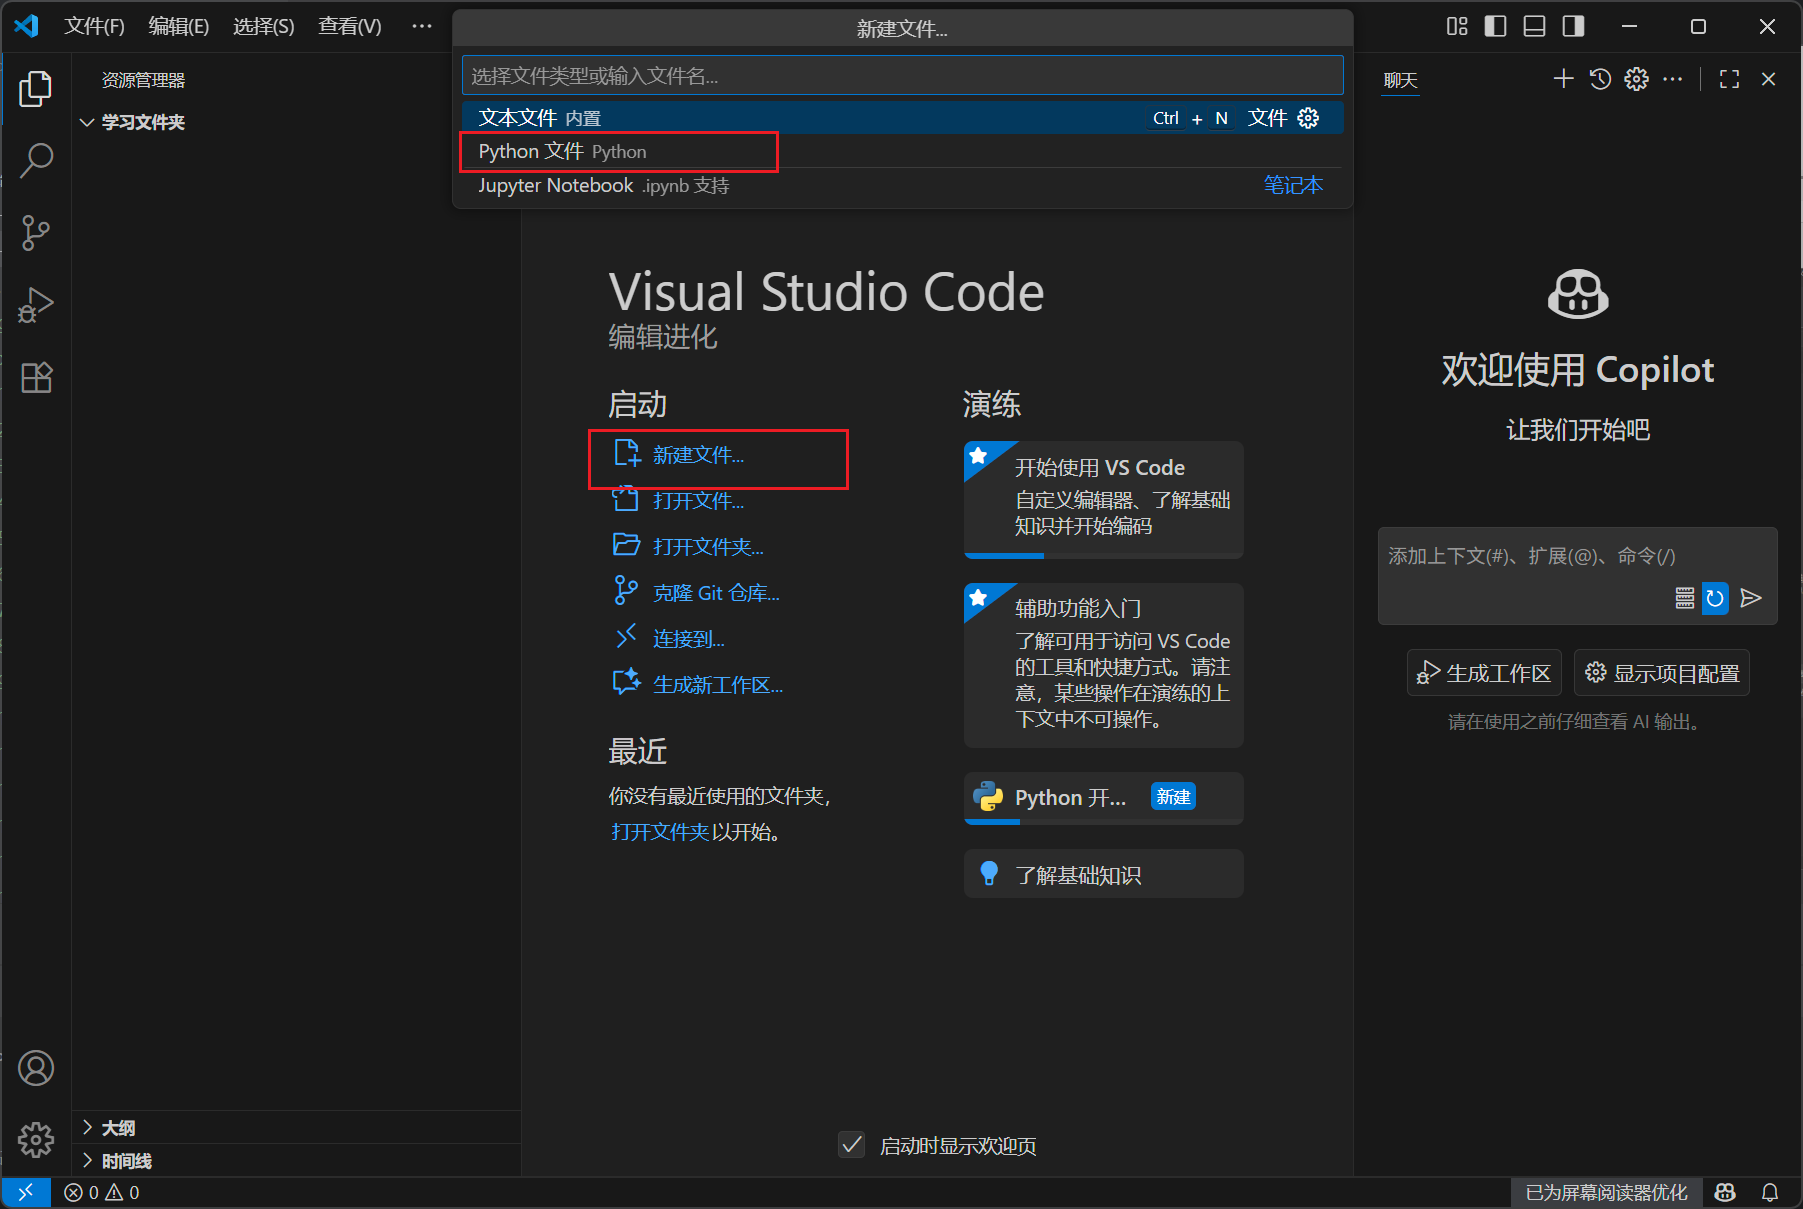 文件(F) 编辑(E) 选择(S) 查看(V) ···
新建文件...
选择文件类型或输入文件名...
文本文件 内置 Ctrl + N 文件
Python 文件 Python
Jupyter Notebook .ipynb 支持 笔记本
资源管理器
学习文件夹
Visual Studio Code
编辑进化
启动
新建文件...
打开文件...
打开文件夹...
克隆 Git 仓库...
连接到...
生成新工作区...
最近
你没有最近使用的文件夹，
打开文件夹以开始。
演练
开始使用 VS Code
自定义编辑器、了解基础
知识并开始编码
辅助功能入门
了解可用于访问 VS Code
的工具和快捷方式。请注
意，某些操作在演练的上
下文中不可操作。
Python 开... 新建
了解基础知识
启动时显示欢迎页
聊天
欢迎使用 Copilot
让我们开始吧
添加上下文(#)、扩展(@)、命令(/)
生成工作区 显示项目配置
请在使用之前仔细查看 AI 输出。
大纲
时间线
0 0
已为屏幕阅读器优化